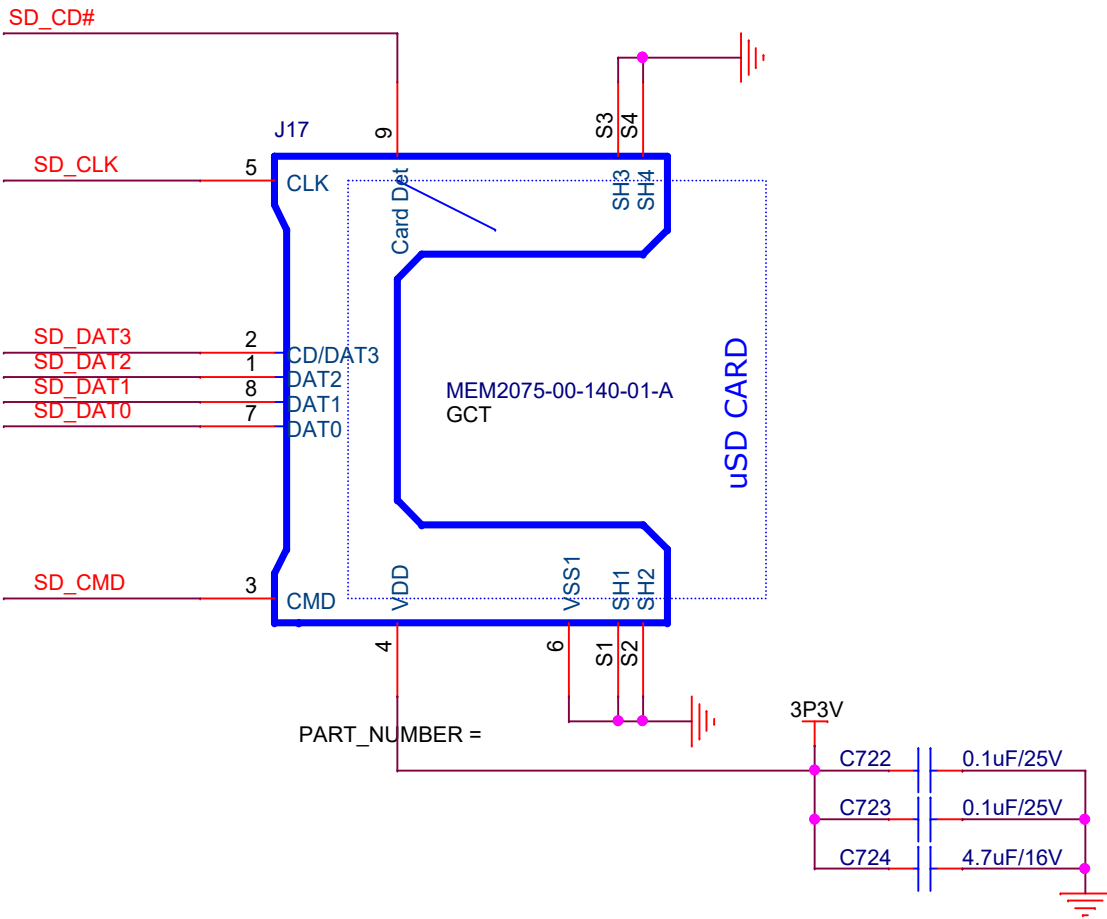 SD_CD#
J17
9
S3
S4
SD_CLK
5
CLK
Card Det
SH3
SH4
SD_DAT3
2
CD/DAT3
SD_DAT2
1
DAT2
SD_DAT1
8
DAT1
SD_DAT0
7
DAT0
MEM2075-00-140-01-A
GCT
uSD CARD
SD_CMD
3
CMD
VDD
VSS1
SH1
SH2
4
6
S1
S2
PART_NUMBER =
3P3V
C722
0.1uF/25V
C723
0.1uF/25V
C724
4.7uF/16V